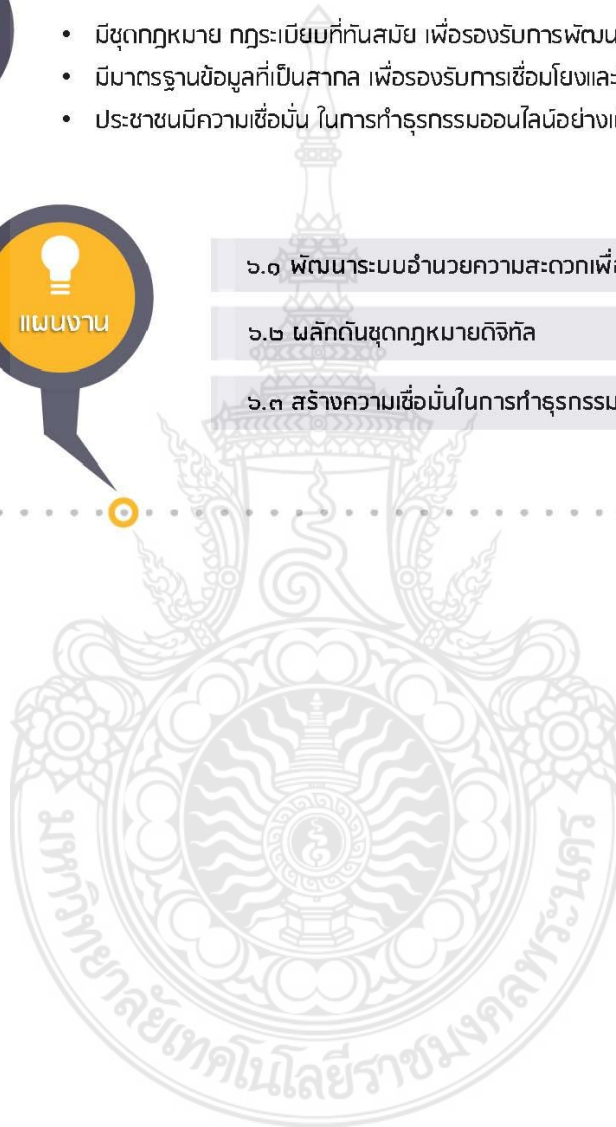 • มีชุดกฎหมาย กฎระเบียบที่ทันสมัย เพื่อรองรับการพัฒน
• มีมาตรฐานข้อมูลที่เป็นสากล เพื่อรองรับการเชื่อมโยงและ
• ประชาชนมีความเชื่อมั่น ในการทำธุรกรรมออนไลน์อย่างเ
แผนงาน
๖.๑ พัฒนาระบบอำนวยความสะดวกเพื่อ
๖.๒ ผลักดันชุดกฎหมายดิจิทัล
๖.๓ สร้างความเชื่อมั่นในการทำธุรกรรม
มหาวิทยาลัยเทคโนโลยีราชมงคลพระนคร